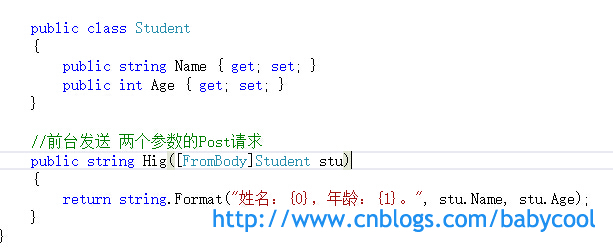 public class Student
{
public string Name { get; set; }
public int Age { get; set; }
}
//前台发送 两个参数的Post请求
public string Hig([FromBody]Student stu)
{
return string.Format("姓名：{0}，年龄：{1}。", stu.Name, stu.Age);
}
http://www.cnblogs.com/babycool
}